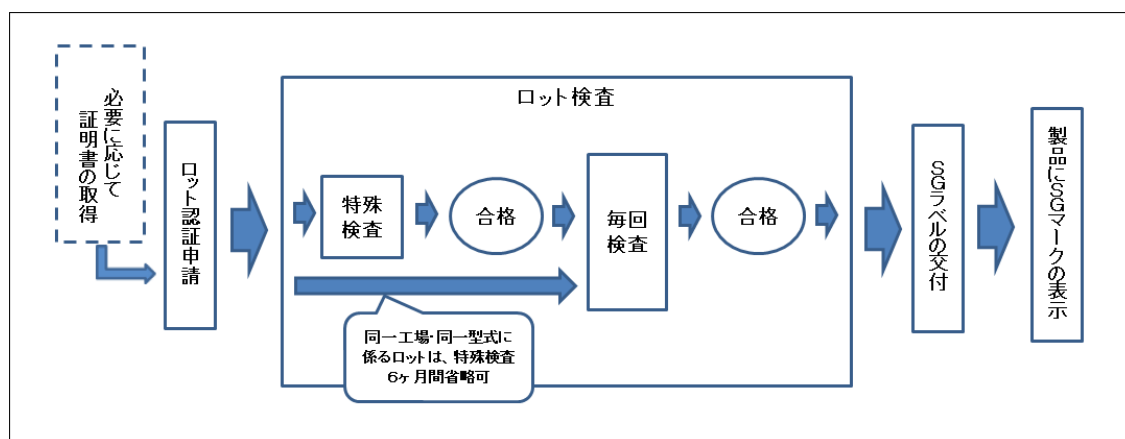 必要に応じて
証明書の取得
ロット認証申請
ロット検査
特殊
検査
合格
毎回
検査
合格
同一工場・同一型式に
係るロットは、特殊検査
6ヶ月間省略可
SGラベルの交付
製品にSGマークの表示